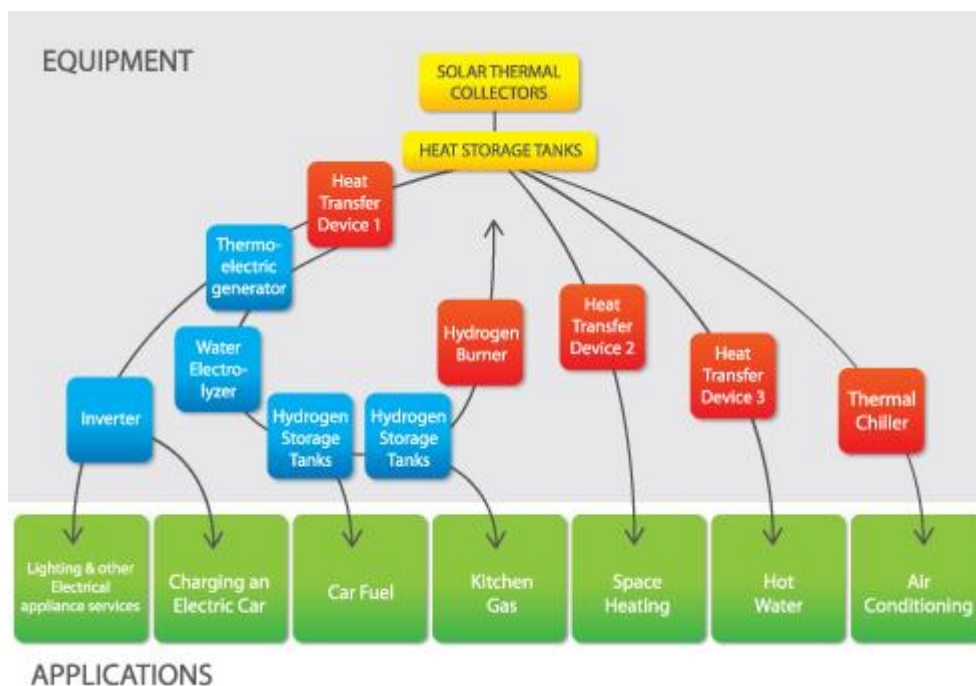 EQUIPMENT
SOLAR THERMAL
COLLECTORS
HEAT STORAGE TANKS
Heat
Transfer
Device 1
Thermo-
electric
generator
Water
Electro-
lyzer
Inverter
Hydrogen
Storage
Tanks
Hydrogen
Storage
Tanks
Hydrogen
Burner
Heat
Transfer
Device 2
Heat
Transfer
Device 3
Thermal
Chiller
Lighting & other
Electrical
appliance services
Charging an
Electric Car
Car Fuel
Kitchen
Gas
Space
Heating
Hot
Water
Air
Conditioning
APPLICATIONS